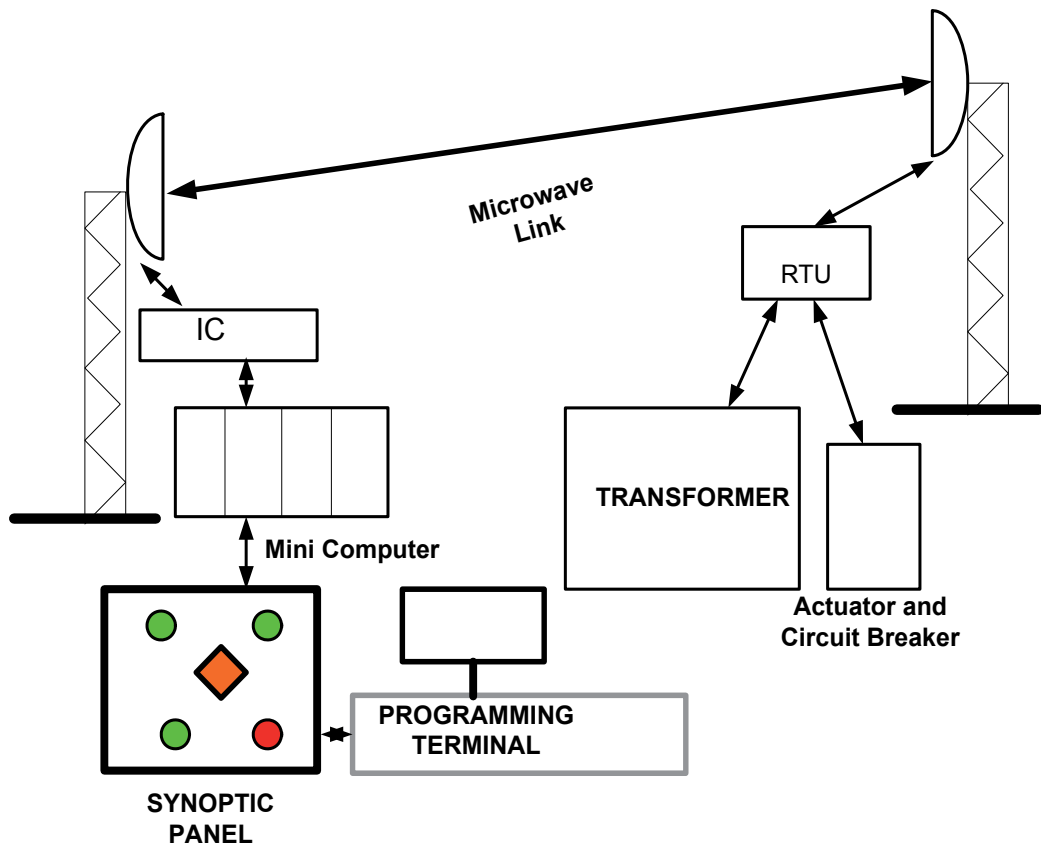 Microwave
Link
RTU
IC
TRANSFORMER
Mini Computer
Actuator and
Circuit Breaker
PROGRAMMING
TERMINAL
SYNOPTIC
PANEL